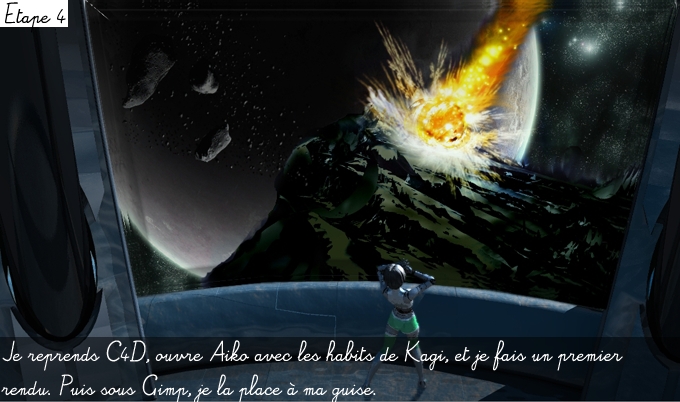 Etape 4
Je reprends C4D, ouvre Aiko avec les habits de Kagi, et je fais un premier
rendu. Puis sous Gimp, je la place à ma guise.